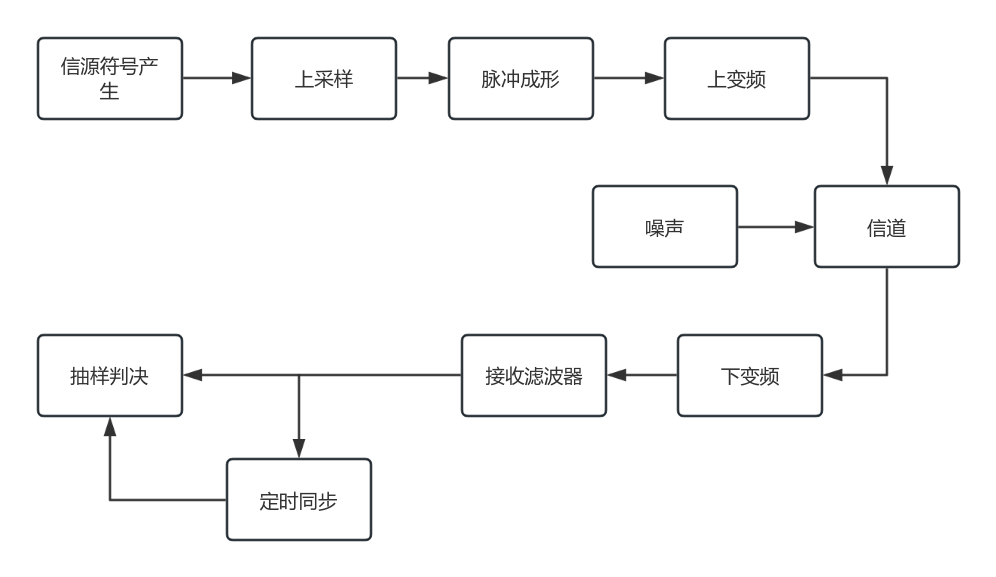 信源符号产
生
上采样
脉冲成形
上变频
噪声
信道
抽样判决
接收滤波器
下变频
定时同步